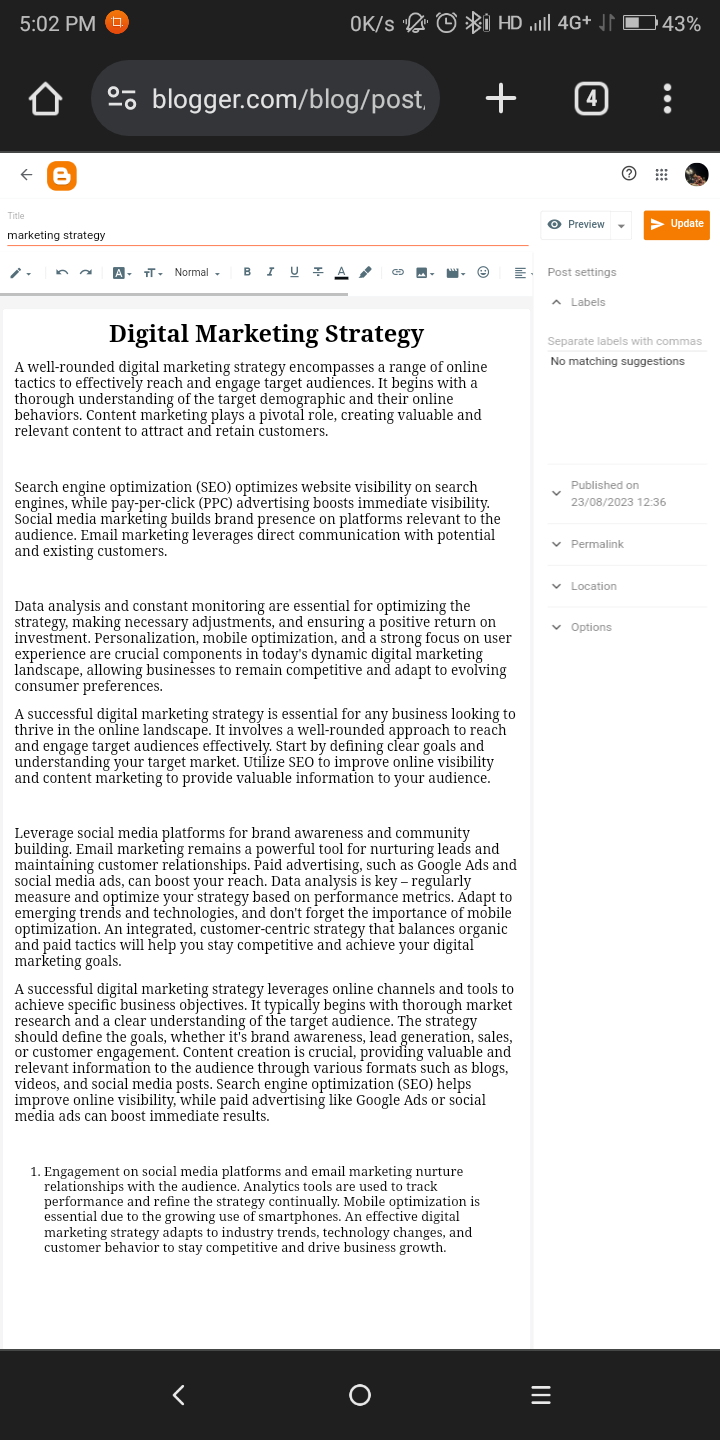 5:02 PM
0K/s HD 4G+ 43%
blogger.com/blog/post
4
Title
marketing strategy
Preview
Update
Normal
B I U A
Post settings
Labels
Separate labels with commas
No matching suggestions
Published on
23/08/2023 12:36
Permalink
Location
Options
Digital Marketing Strategy
A well-rounded digital marketing strategy encompasses a range of online
tactics to effectively reach and engage target audiences. It begins with a
thorough understanding of the target demographic and their online
behaviors. Content marketing plays a pivotal role, creating valuable and
relevant content to attract and retain customers.
Search engine optimization (SEO) optimizes website visibility on search
engines, while pay-per-click (PPC) advertising boosts immediate visibility.
Social media marketing builds brand presence on platforms relevant to the
audience. Email marketing leverages direct communication with potential
and existing customers.
Data analysis and constant monitoring are essential for optimizing the
strategy, making necessary adjustments, and ensuring a positive return on
investment. Personalization, mobile optimization, and a strong focus on user
experience are crucial components in today's dynamic digital marketing
landscape, allowing businesses to remain competitive and adapt to evolving
consumer preferences.
A successful digital marketing strategy is essential for any business looking to
thrive in the online landscape. It involves a well-rounded approach to reach
and engage target audiences effectively. Start by defining clear goals and
understanding your target market. Utilize SEO to improve online visibility
and content marketing to provide valuable information to your audience.
Leverage social media platforms for brand awareness and community
building. Email marketing remains a powerful tool for nurturing leads and
maintaining customer relationships. Paid advertising, such as Google Ads and
social media ads, can boost your reach. Data analysis is key – regularly
measure and optimize your strategy based on performance metrics. Adapt to
emerging trends and technologies, and don't forget the importance of mobile
optimization. An integrated, customer-centric strategy that balances organic
and paid tactics will help you stay competitive and achieve your digital
marketing goals.
A successful digital marketing strategy leverages online channels and tools to
achieve specific business objectives. It typically begins with thorough market
research and a clear understanding of the target audience. The strategy
should define the goals, whether it's brand awareness, lead generation, sales,
or customer engagement. Content creation is crucial, providing valuable and
relevant information to the audience through various formats such as blogs,
videos, and social media posts. Search engine optimization (SEO) helps
improve online visibility, while paid advertising like Google Ads or social
media ads can boost immediate results.
1. Engagement on social media platforms and email marketing nurture
relationships with the audience. Analytics tools are used to track
performance and refine the strategy continually. Mobile optimization is
essential due to the growing use of smartphones. An effective digital
marketing strategy adapts to industry trends, technology changes, and
customer behavior to stay competitive and drive business growth.